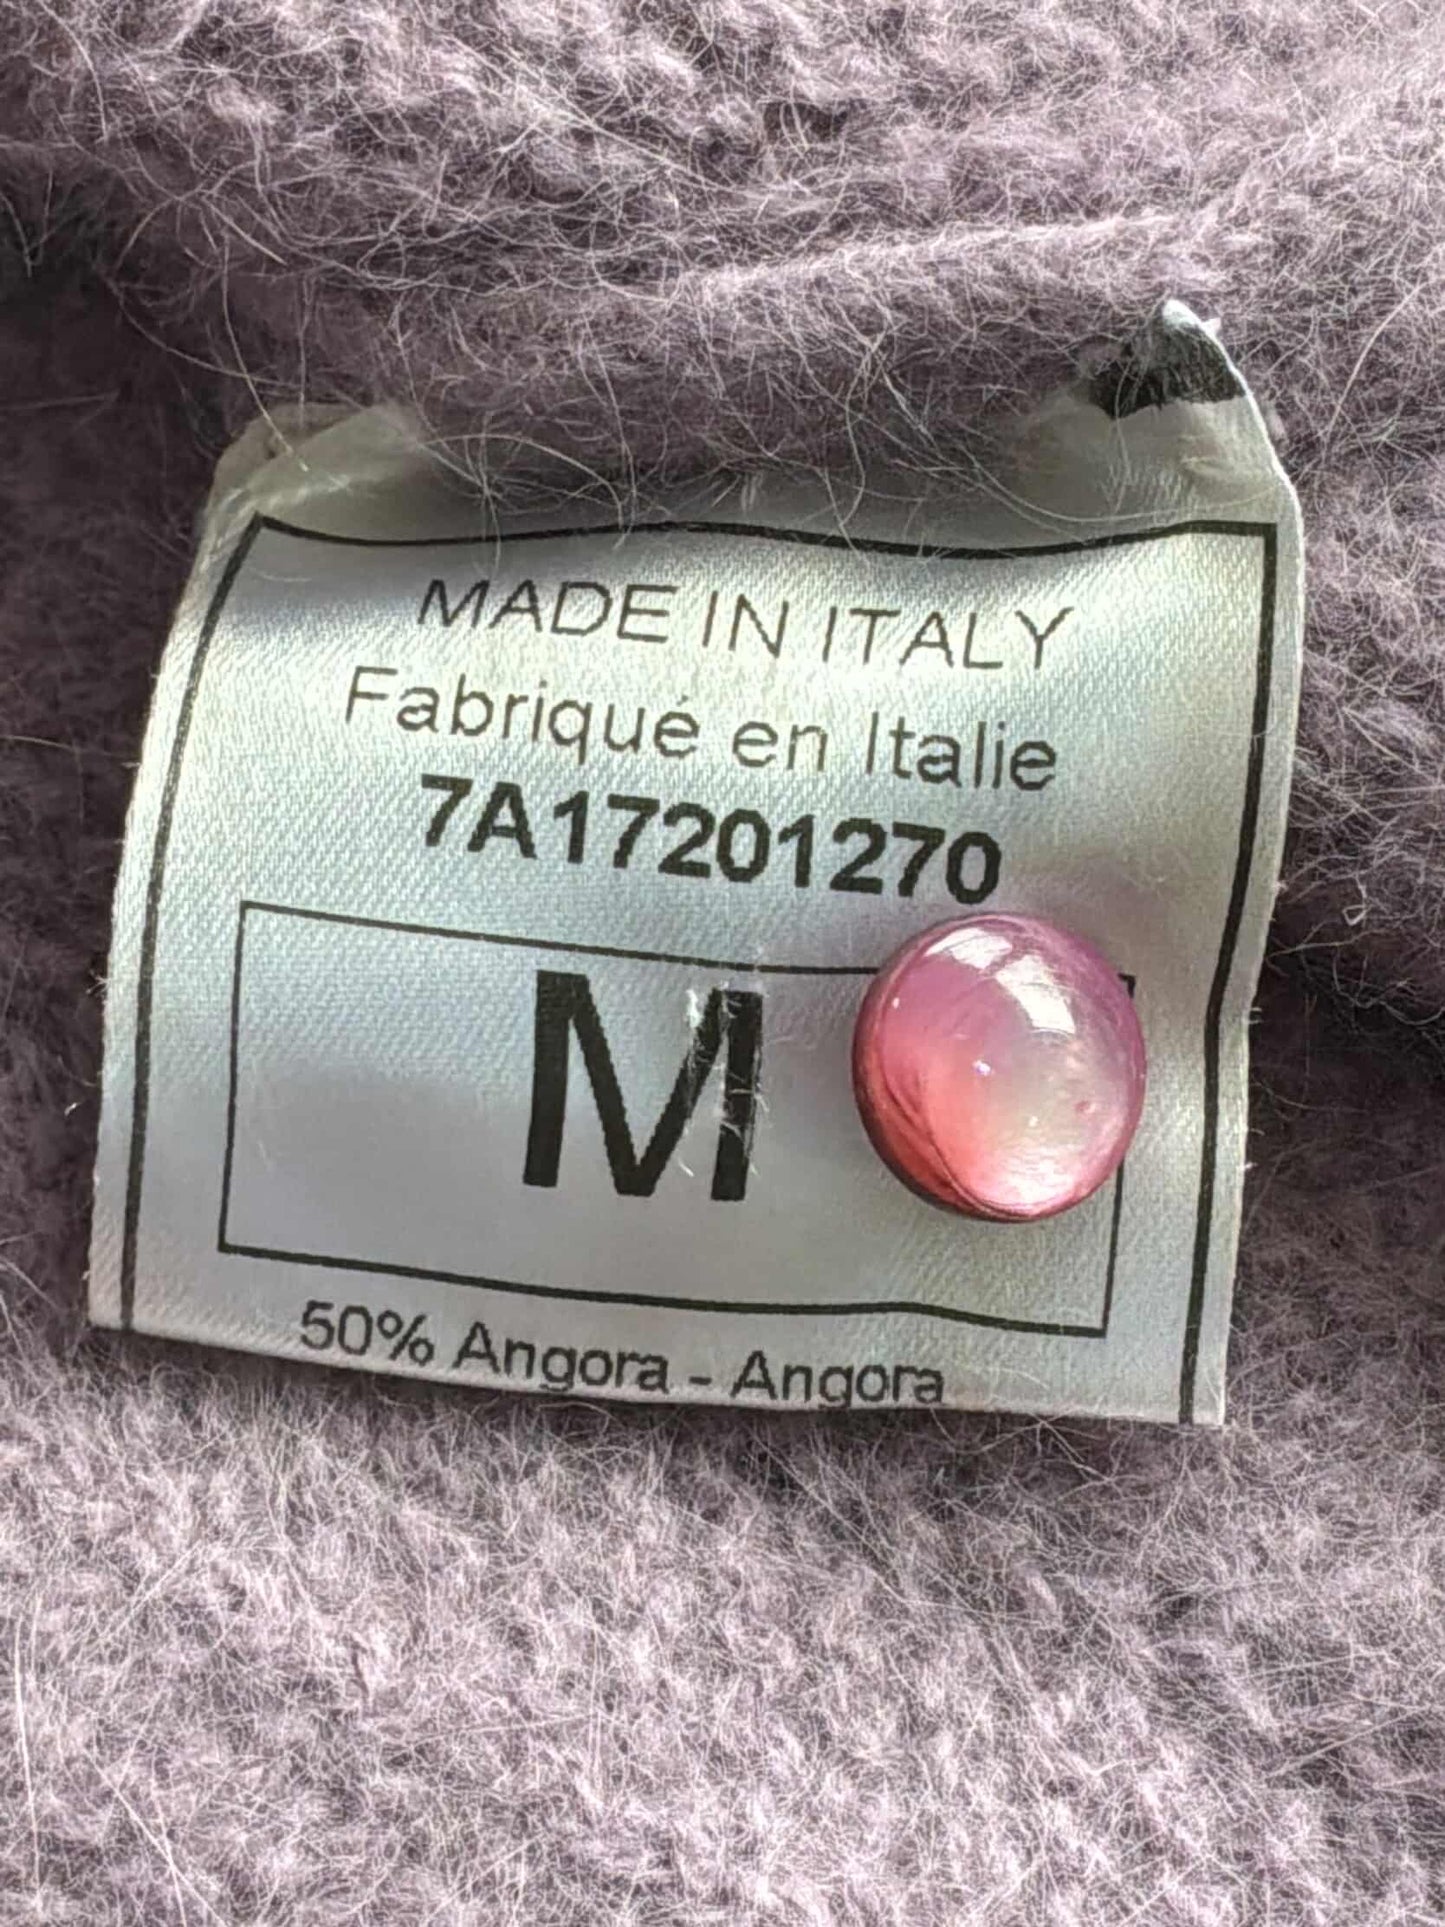 MADE IN ITALY
Fabriqué en Italie
7A17201270
M
50% Angora - Angora